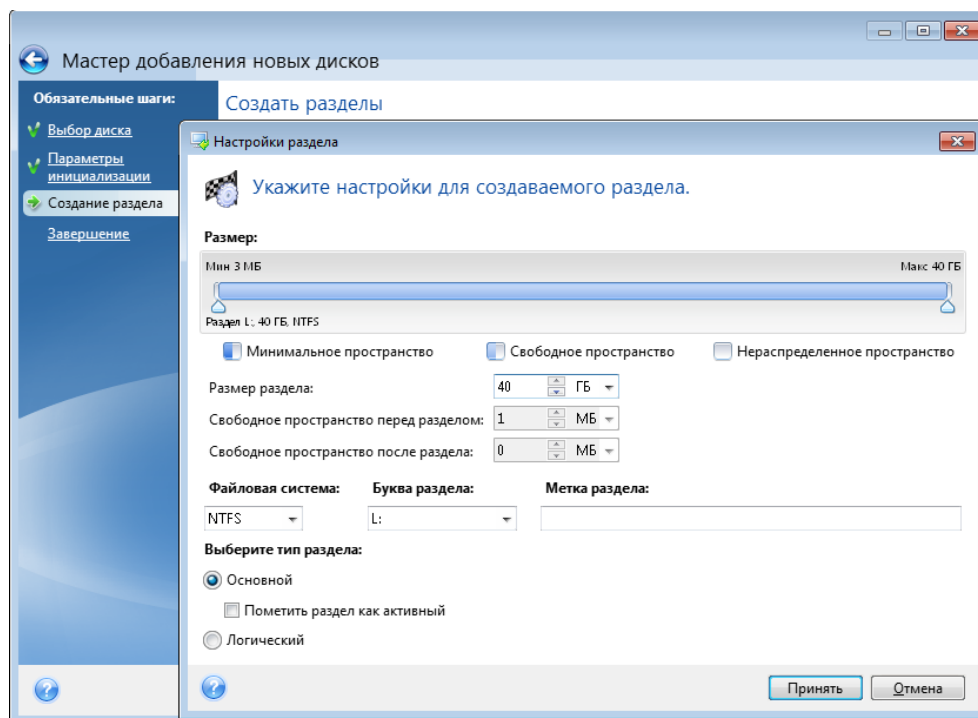 Мастер добавления новых дисков
Обязательные шаги:
Выбор диска
Параметры
инициализации
Создание раздела
Завершение
Создать разделы
Настройки раздела
Укажите настройки для создаваемого раздела.
Размер:
Мин 3 МБ Макс 40 ГБ
Раздел L:, 40 ГБ, NTFS
Минимальное пространство Свободное пространство Нераспределенное пространство
Размер раздела: 40 ГБ
Свободное пространство перед разделом: 1 МБ
Свободное пространство после раздела: 0 МБ
Файловая система: Буква раздела: Метка раздела:
NTFS L:
Выберите тип раздела:
Основной
Пометить раздел как активный
Логический
Принять Отмена